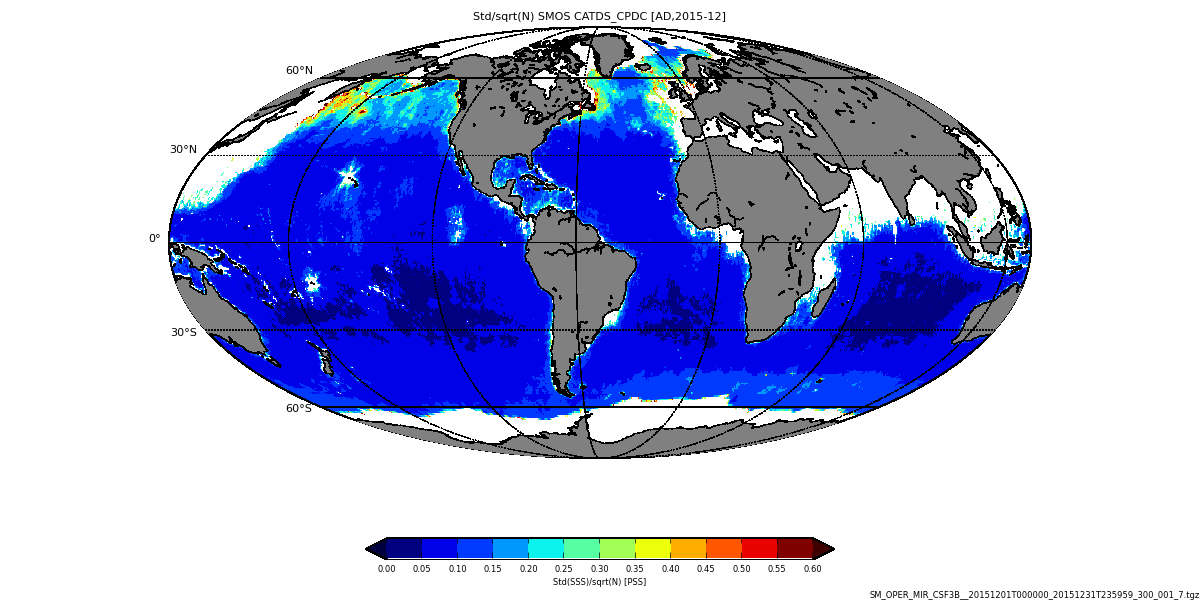 Std/sqrt(N) SMOS CATDS_CPDC [AD,2015-12]
60°N
30°N
0°
30°S
60°S
0.00 0.05 0.10 0.15 0.20 0.25 0.30 0.35 0.40 0.45 0.50 0.55 0.60
Std(SSS)/sqrt(N) [PSS]
SM_OPER_MIR_CSF3B__20151201T000000_20151231T235959_300_001_7.tgz